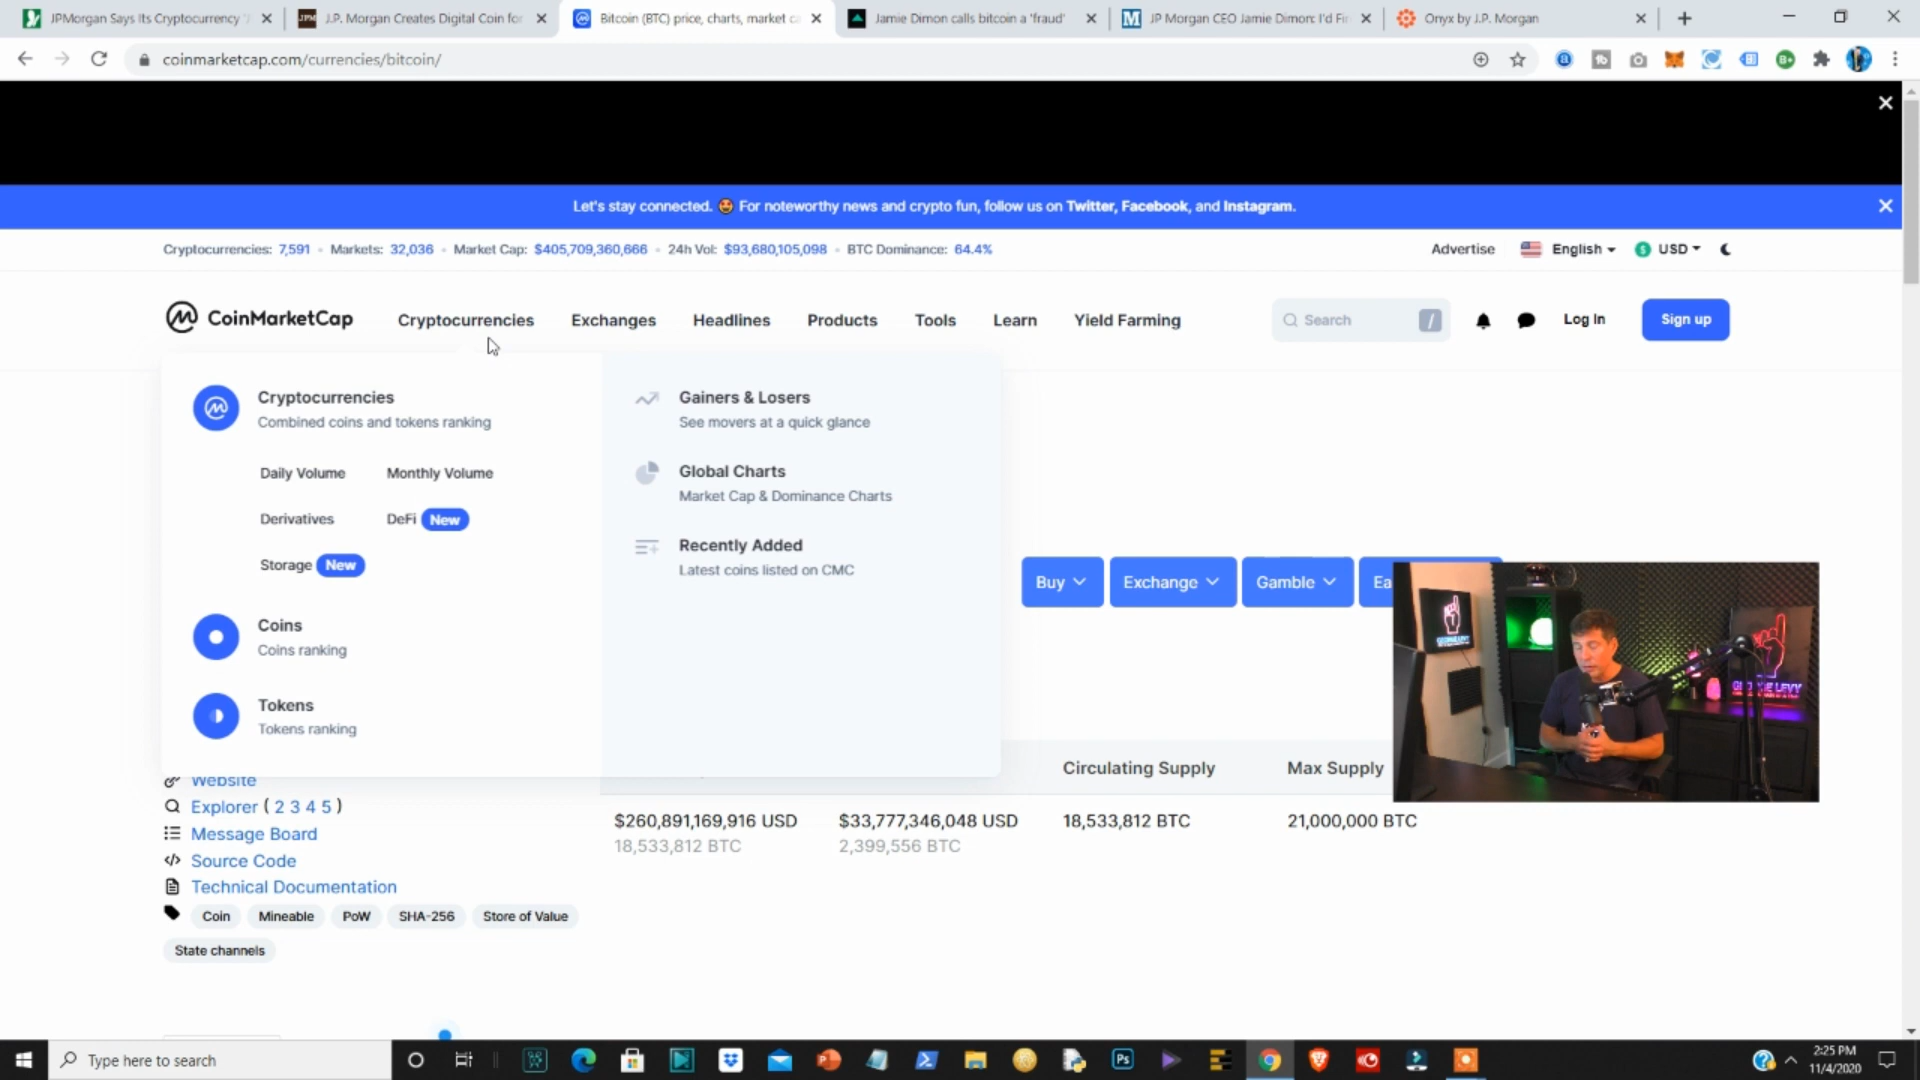 JPMorgan Says Its Cryptocurrency
J.P. Morgan Creates Digital Coin for
Bitcoin (BTC) price, charts, market ca
Jamie Dimon calls bitcoin a 'fraud'
JP Morgan CEO Jamie Dimon: I'd Fir
Onyx by J.P. Morgan
coinmarketcap.com/currencies/bitcoin/
Let's stay connected. 🤩 For noteworthy news and crypto fun, follow us on Twitter, Facebook, and Instagram.
Cryptocurrencies: 7,591 • Markets: 32,036 • Market Cap: $405,709,360,666 • 24h Vol: $93,680,105,098 • BTC Dominance: 64.4%
Advertise English USD
CoinMarketCap
Cryptocurrencies Exchanges Headlines Products Tools Learn Yield Farming
Search /
Log In
Sign up
Cryptocurrencies
Combined coins and tokens ranking
Daily Volume Monthly Volume
Derivatives DeFi New
Storage New
Coins
Coins ranking
Tokens
Tokens ranking
Gainers & Losers
See movers at a quick glance
Global Charts
Market Cap & Dominance Charts
Recently Added
Latest coins listed on CMC
Buy Exchange Gamble Ea
GEORGE LEVY
GEORGE LEVY
Circulating Supply Max Supply
$260,891,169,916 USD $33,777,346,048 USD 18,533,812 BTC 21,000,000 BTC
18,533,812 BTC 2,399,556 BTC
Website
Explorer ( 2 3 4 5 )
Message Board
Source Code
Technical Documentation
Coin Mineable PoW SHA-256 Store of Value
State channels
Type here to search
Ps
2:25 PM
11/4/2020